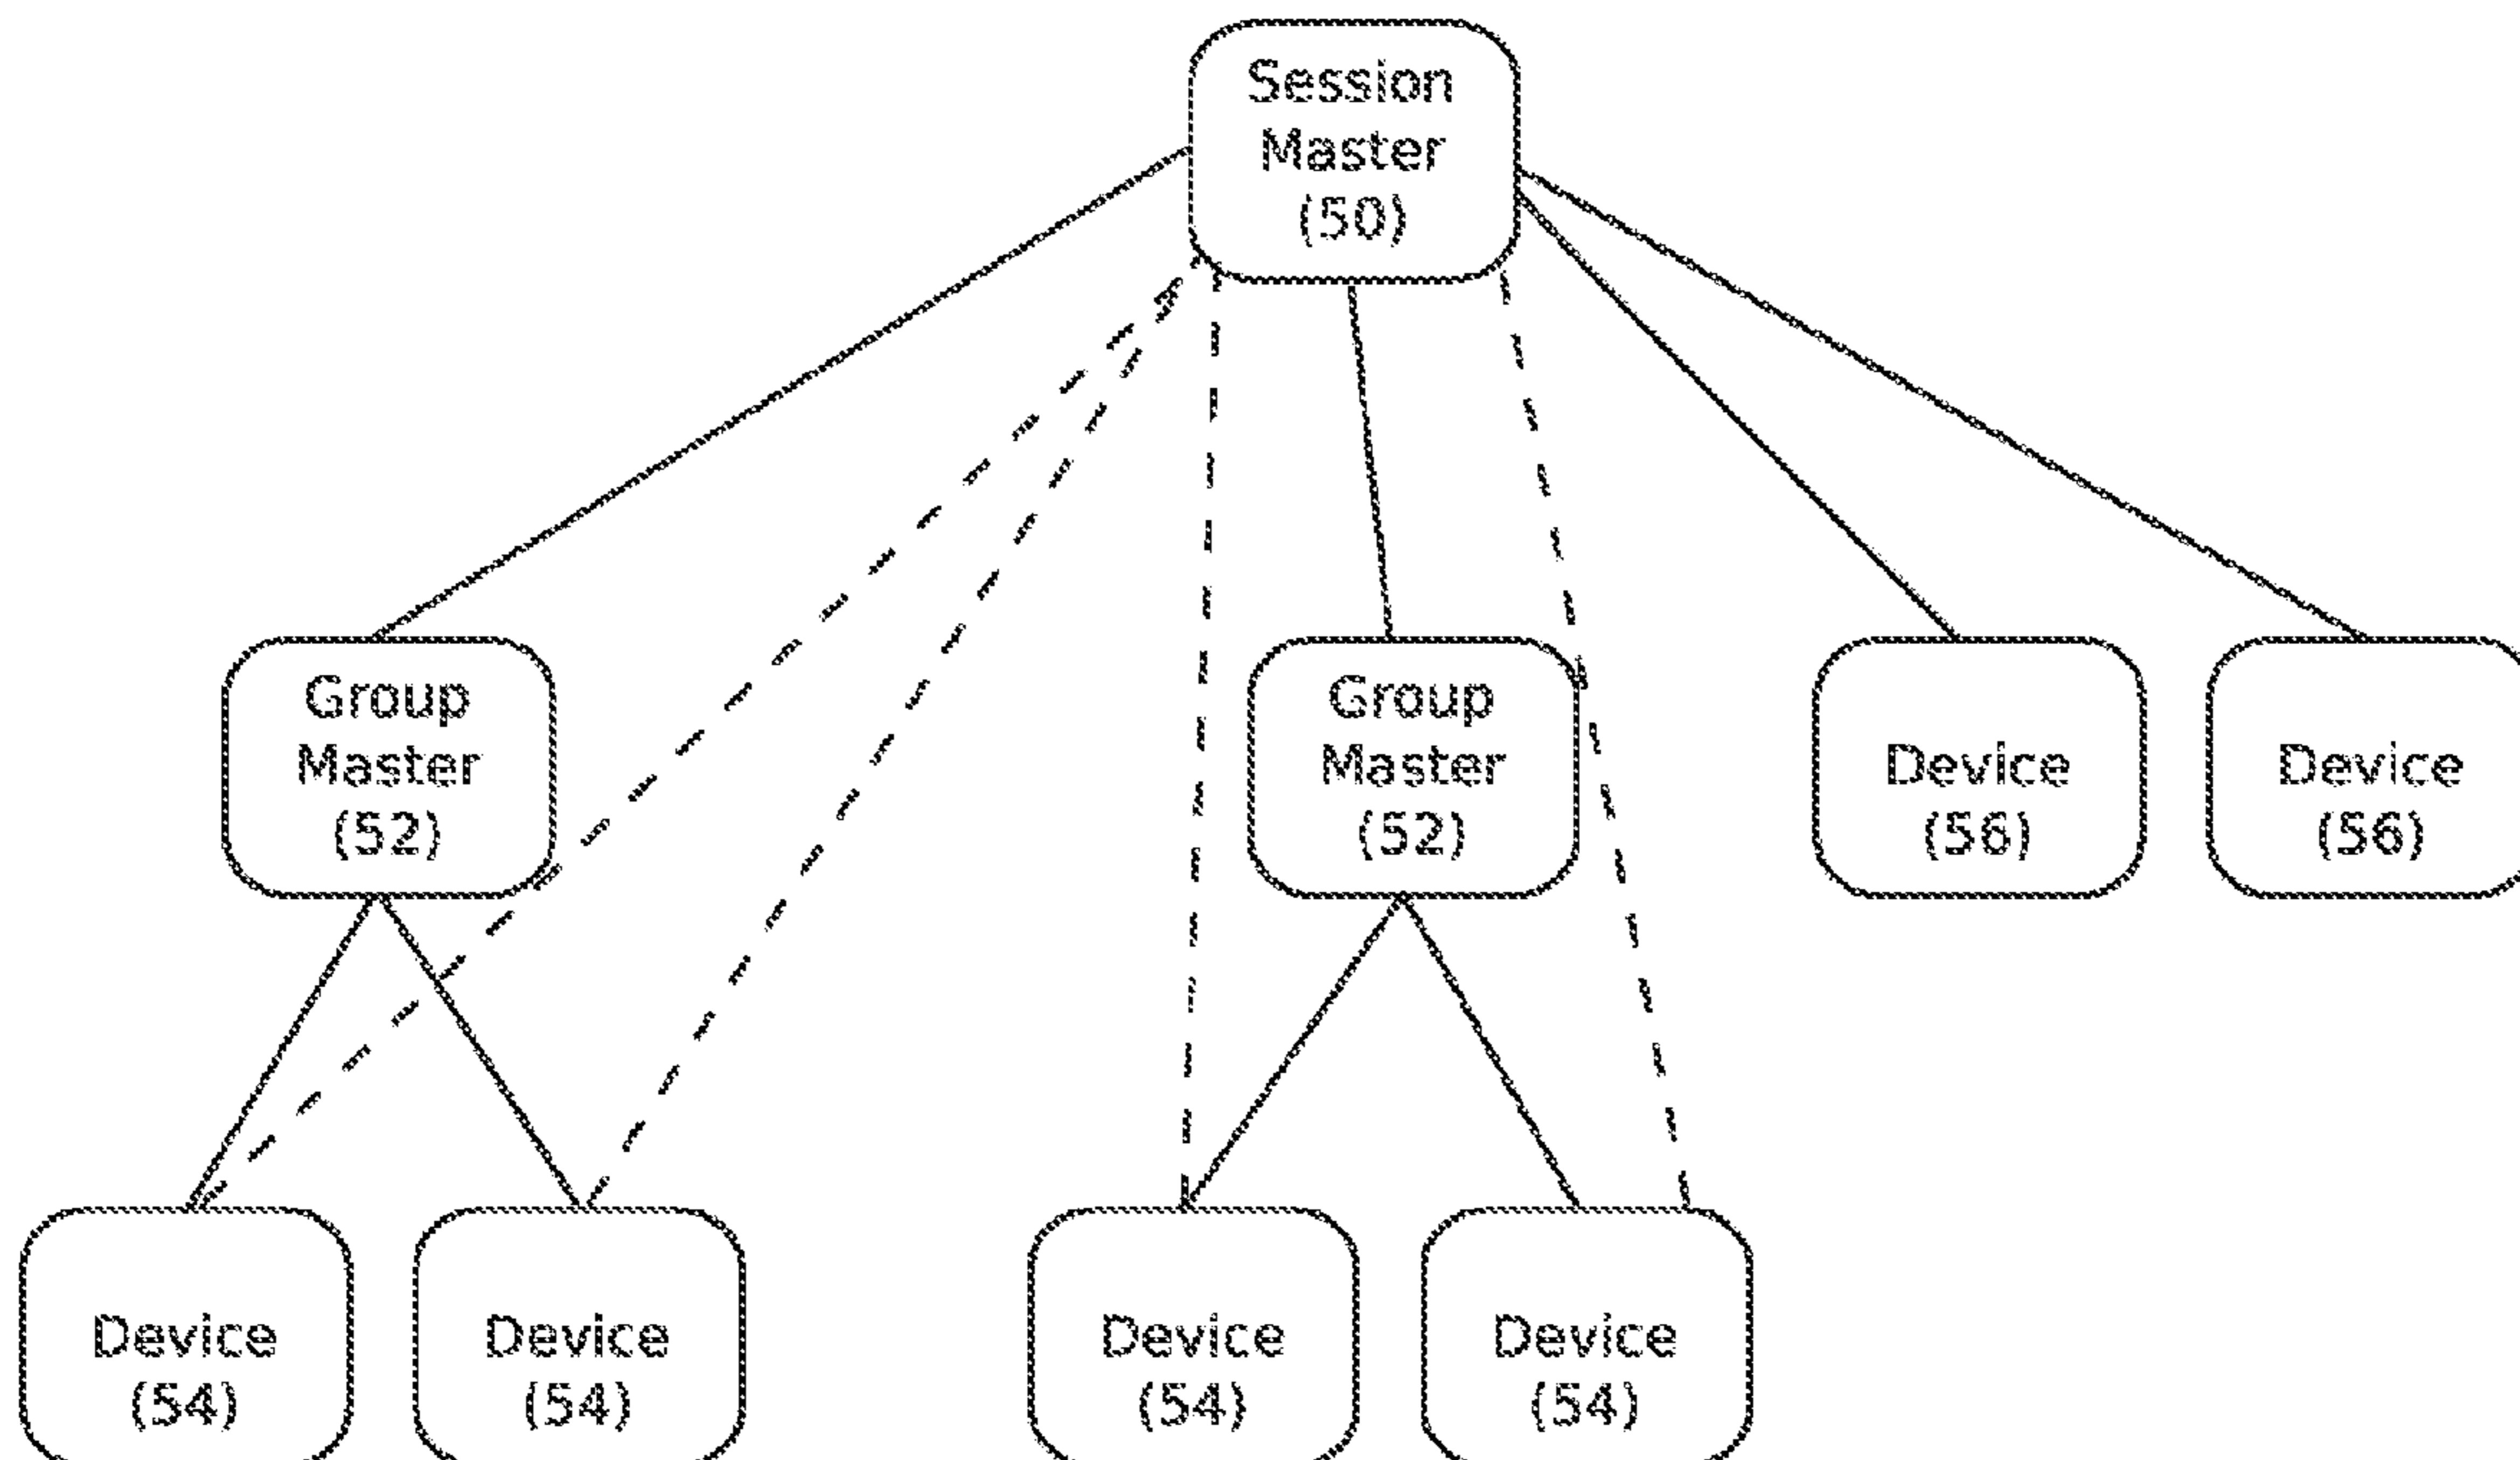 Session
Master
(50)
Group
Master
(52)
Group
Master
(52)
Device
(56)
Device
(56)
Device
(54)
Device
(54)
Device
(54)
Device
(54)